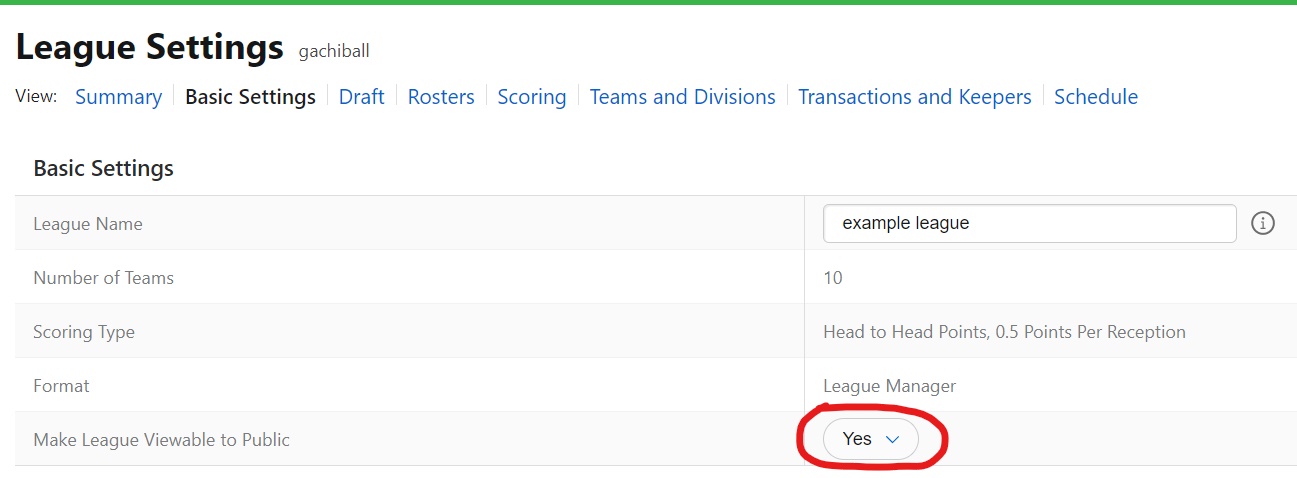 League Settings gachiball
View: Summary Basic Settings Draft Rosters Scoring Teams and Divisions Transactions and Keepers Schedule
Basic Settings
League Name example league
Number of Teams 10
Scoring Type Head to Head Points, 0.5 Points Per Reception
Format League Manager
Make League Viewable to Public Yes